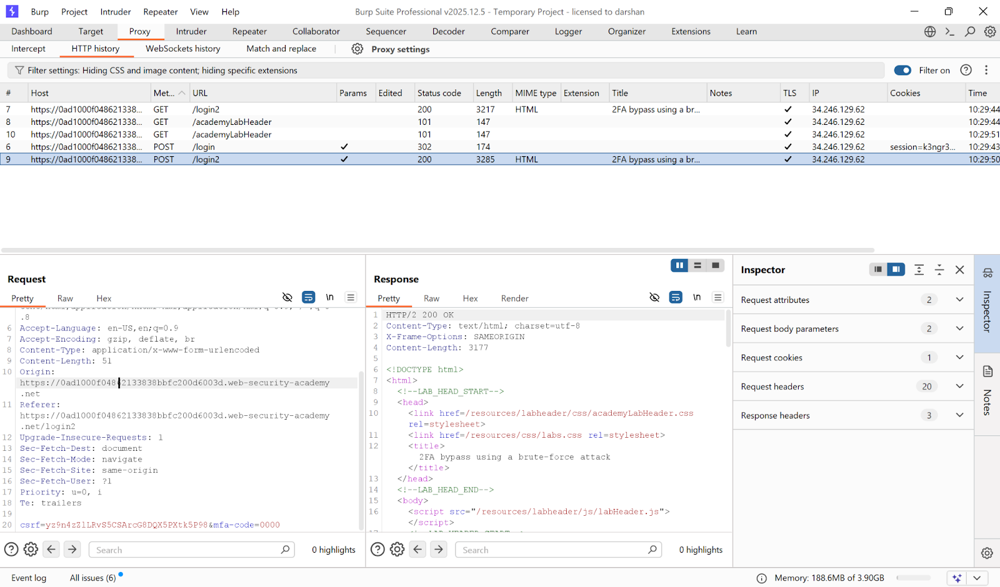 Burp Project Intruder Repeater View Help Burp Suite Professional v2025.12.5 - Temporary Project - licensed to darshan
Dashboard Target Proxy Intruder Repeater Collaborator Sequencer Decoder Comparer Logger Organizer Extensions Learn
Intercept HTTP history WebSockets history Match and replace Proxy settings
Filter settings: Hiding CSS and image content; hiding specific extensions Filter on
# Host Met... URL Params Edited Status code Length MIME type Extension Title Notes TLS IP Cookies Time
7 https://0ad1000f048621338... GET /login2 200 3217 HTML 2FA bypass using a br... ✓ 34.246.129.62 10:29:44
8 https://0ad1000f048621338... GET /academyLabHeader 101 147 ✓ 34.246.129.62 10:29:44
10 https://0ad1000f048621338... GET /academyLabHeader 101 147 ✓ 34.246.129.62 10:29:51
6 https://0ad1000f048621338... POST /login ✓ 302 174 ✓ 34.246.129.62 session=k3ngr3... 10:29:43
9 https://0ad1000f048621338... POST /login2 ✓ 200 3285 HTML 2FA bypass using a br... ✓ 34.246.129.62 10:29:50
Request
Pretty Raw Hex \n
.8
6 Accept-Language: en-US,en;q=0.9
7 Accept-Encoding: gzip, deflate, br
8 Content-Type: application/x-www-form-urlencoded
9 Content-Length: 51
10 Origin:
https://0ad1000f04862133838bbfc200d6003d.web-security-academy
.net
11 Referer:
https://0ad1000f04862133838bbfc200d6003d.web-security-academy
.net/login2
12 Upgrade-Insecure-Requests: 1
13 Sec-Fetch-Dest: document
14 Sec-Fetch-Mode: navigate
15 Sec-Fetch-Site: same-origin
16 Sec-Fetch-User: ?1
17 Priority: u=0, i
18 Te: trailers
19
20 csrf=yz9n4zZlLRvS5CSArcG8DQX5PXtk5P98&mfa-code=0000
Search 0 highlights
Response
Pretty Raw Hex Render \n
1 HTTP/2 200 OK
2 Content-Type: text/html; charset=utf-8
3 X-Frame-Options: SAMEORIGIN
4 Content-Length: 3177
5
6 <!DOCTYPE html>
7 <html>
8 <!--LAB_HEAD_START-->
9 <head>
10 <link href=/resources/labheader/css/academyLabHeader.css
rel=stylesheet>
11 <link href=/resources/css/labs.css rel=stylesheet>
12 <title>
2FA bypass using a brute-force attack
</title>
13 </head>
14 <!--LAB_HEAD_END-->
15 <body>
16 <script src="/resources/labheader/js/labHeader.js">
</script>
Search 0 highlights
Inspector
Request attributes 2
Request body parameters 2
Request cookies 1
Request headers 20
Response headers 3
Inspector
Notes
Event log All issues (6) Memory: 188.6MB of 3.90GB